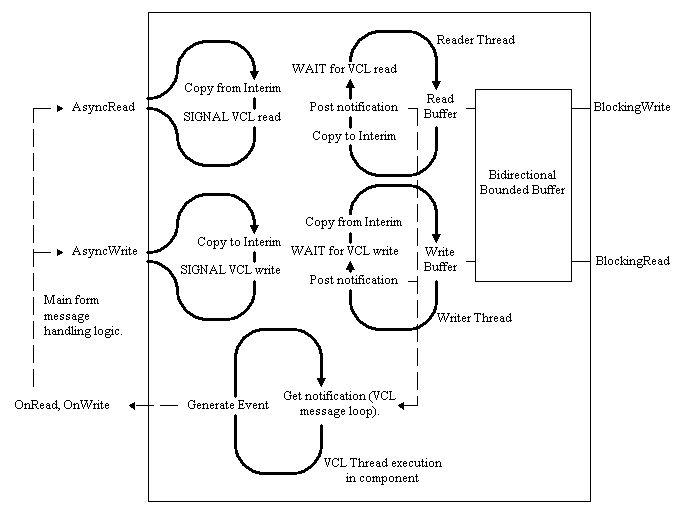 Reader Thread
WAIT for VCL read
Copy from Interim
AsyncRead
SIGNAL VCL read
Post notification
Read
Buffer
BlockingWrite
Copy to Interim
Bidirectional
Bounded Buffer
Copy from Interim
AsyncWrite
Copy to Interim
WAIT for VCL write
Write
Buffer
BlockingRead
SIGNAL VCL write
Post notification
Main form
message
handling logic.
Writer Thread
OnRead, OnWrite
Generate Event
Get notification (VCL
message loop).
VCL Thread execution
in component